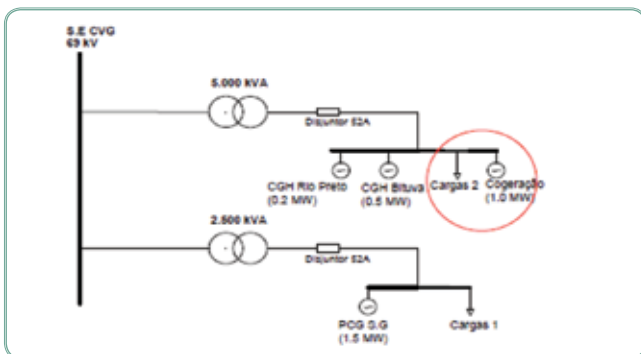 S.E CVG
69 kV
5.000 kVA
Disjuntor 52A
CGH Rio Preto
(0.2 MW)
CGH Bituva
(0.5 MW)
Cargas 2
Cogeração
(1.0 MW)
2.500 kVA
Disjuntor 52A
PCG S.G
(1.5 MW)
Cargas 1